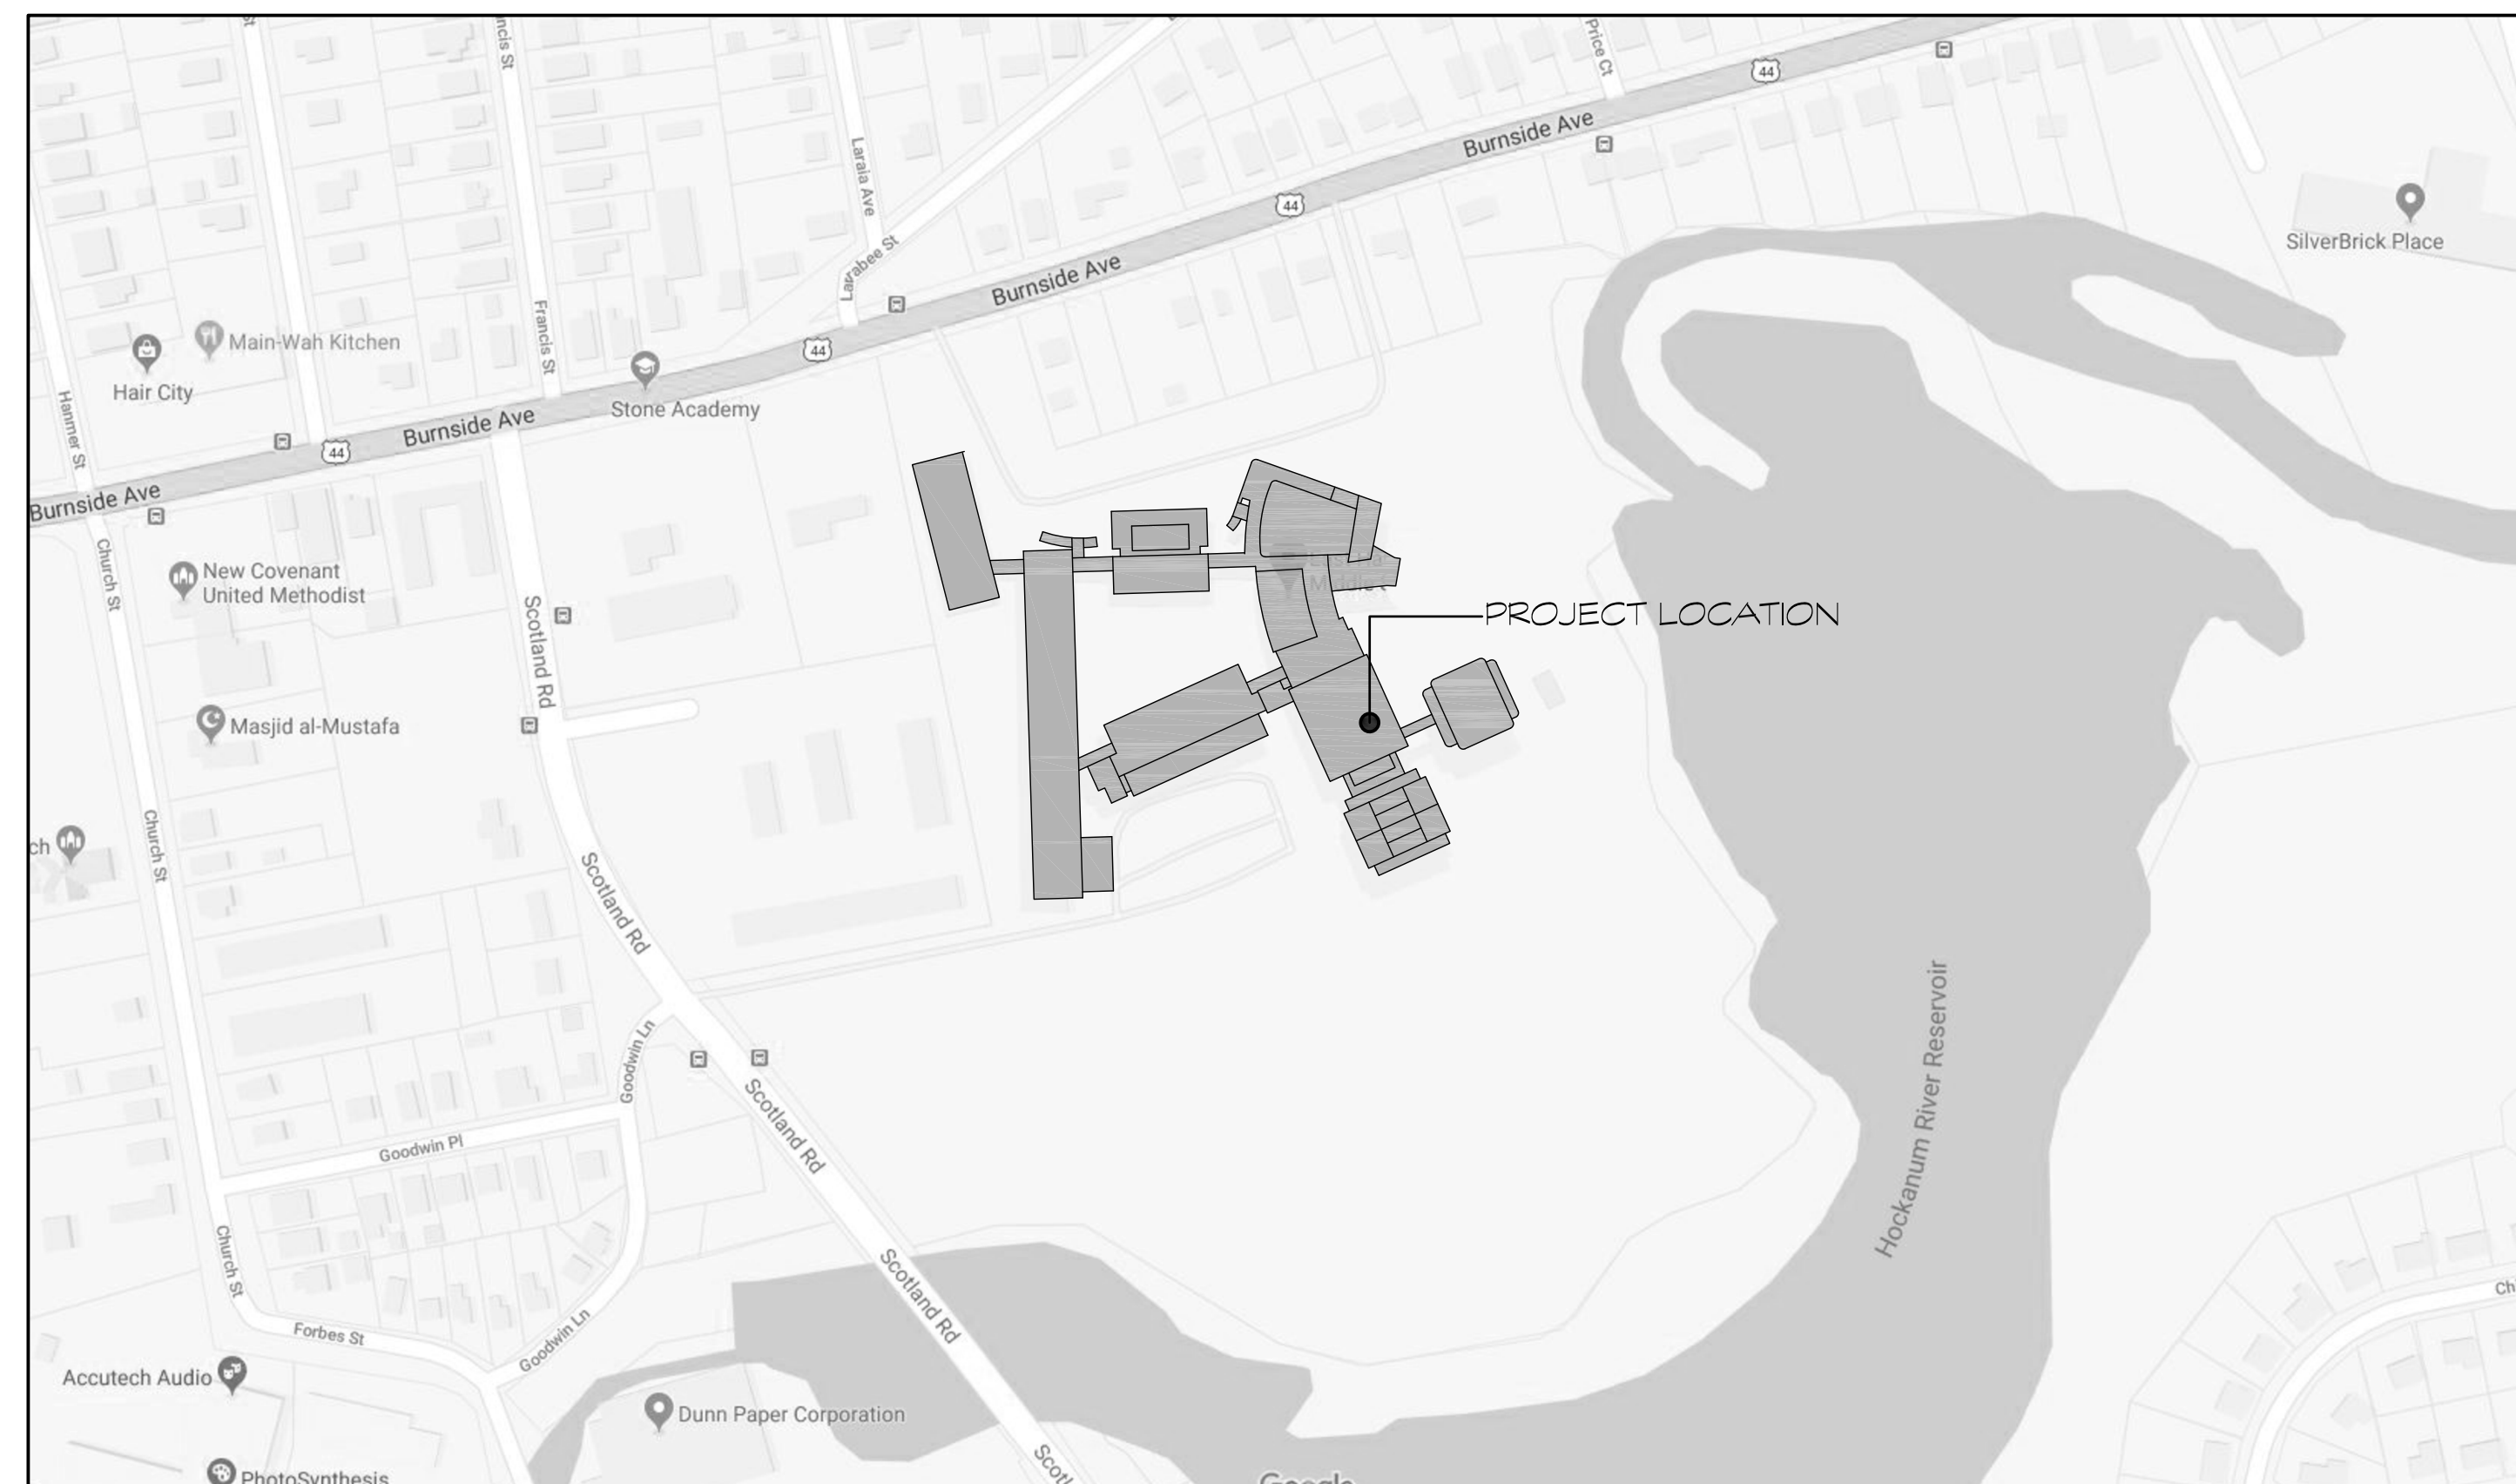 Price Ct
44
Burnside Ave
Laraia Ave
44
SilverBrick Place
Larrabee St
Burnside Ave
Francis St
Main-Wah Kitchen
Hair City
44
Stone Academy
Hanmer St
Burnside Ave
44
Burnside Ave
Church St
New Covenant
United Methodist
Scotland Rd
PROJECT LOCATION
Masjid al-Mustafa
Church St
Scotland Rd
Hockanum River Reservoir
Goodwin Ln
Scotland Rd
Goodwin Pl
Church St
Scotland Rd
Forbes St
Goodwin Ln
Accutech Audio
Dunn Paper Corporation
PhotoSynthesis
Google